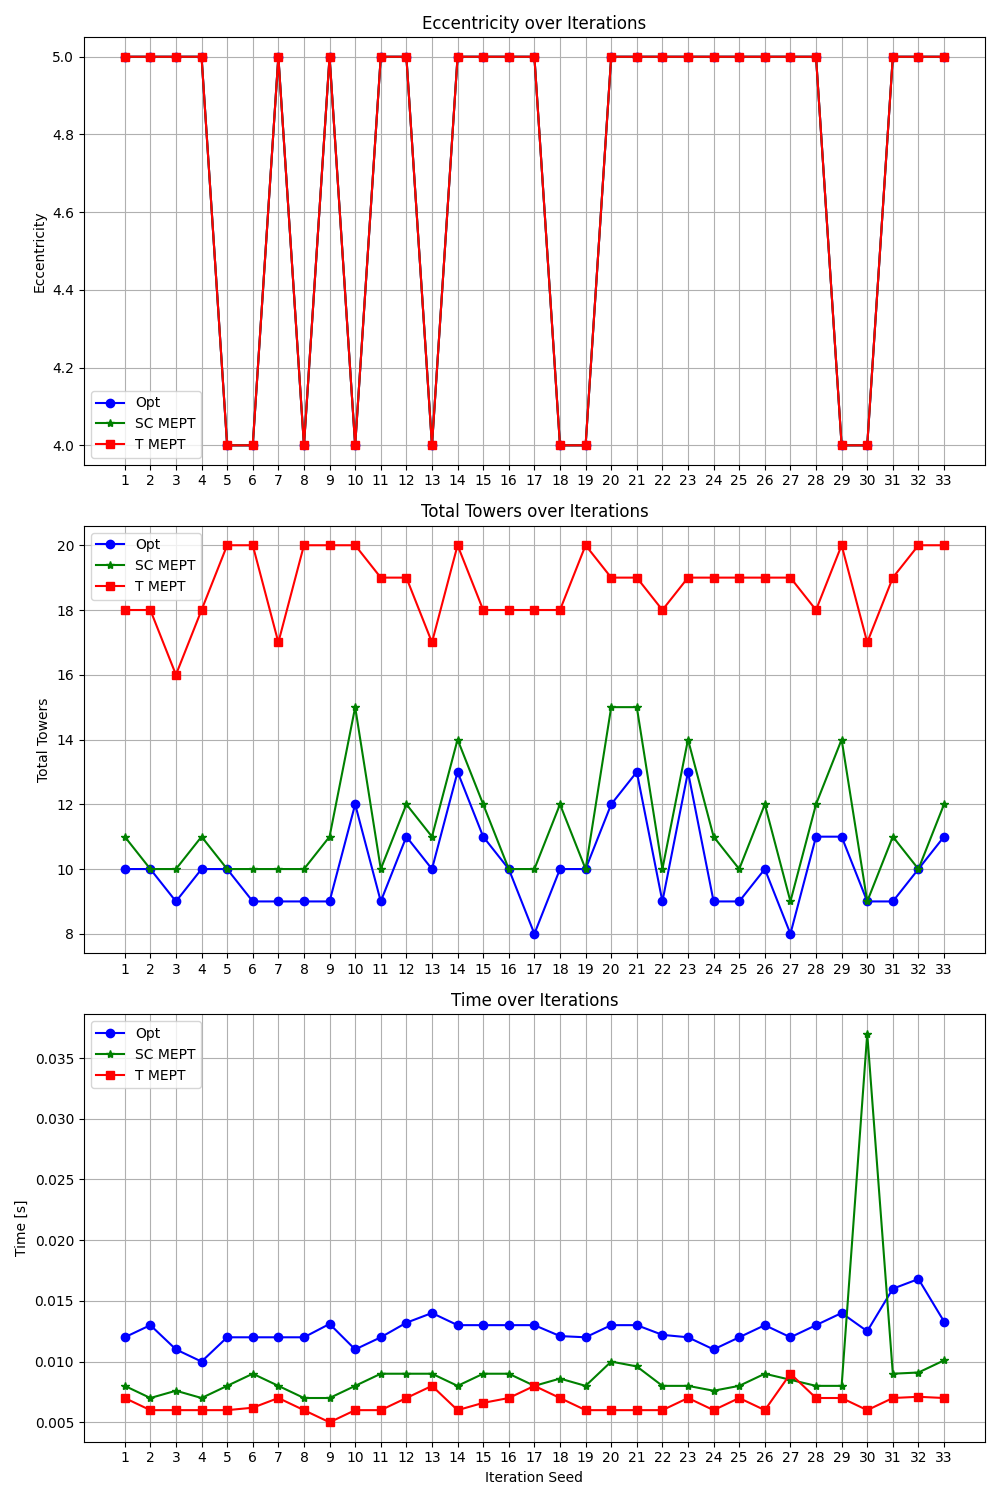 Eccentricity over Iterations
5.0
4.8
4.6
4.4
4.2
4.0
Eccentricity
Opt
SC MEPT
T MEPT
1 2 3 4 5 6 7 8 9 10 11 12 13 14 15 16 17 18 19 20 21 22 23 24 25 26 27 28 29 30 31 32 33
Total Towers over Iterations
20
18
16
14
12
10
8
Total Towers
Opt
SC MEPT
T MEPT
1 2 3 4 5 6 7 8 9 10 11 12 13 14 15 16 17 18 19 20 21 22 23 24 25 26 27 28 29 30 31 32 33
Time over Iterations
0.035
0.030
0.025
0.020
0.015
0.010
0.005
Time [s]
Opt
SC MEPT
T MEPT
1 2 3 4 5 6 7 8 9 10 11 12 13 14 15 16 17 18 19 20 21 22 23 24 25 26 27 28 29 30 31 32 33
Iteration Seed